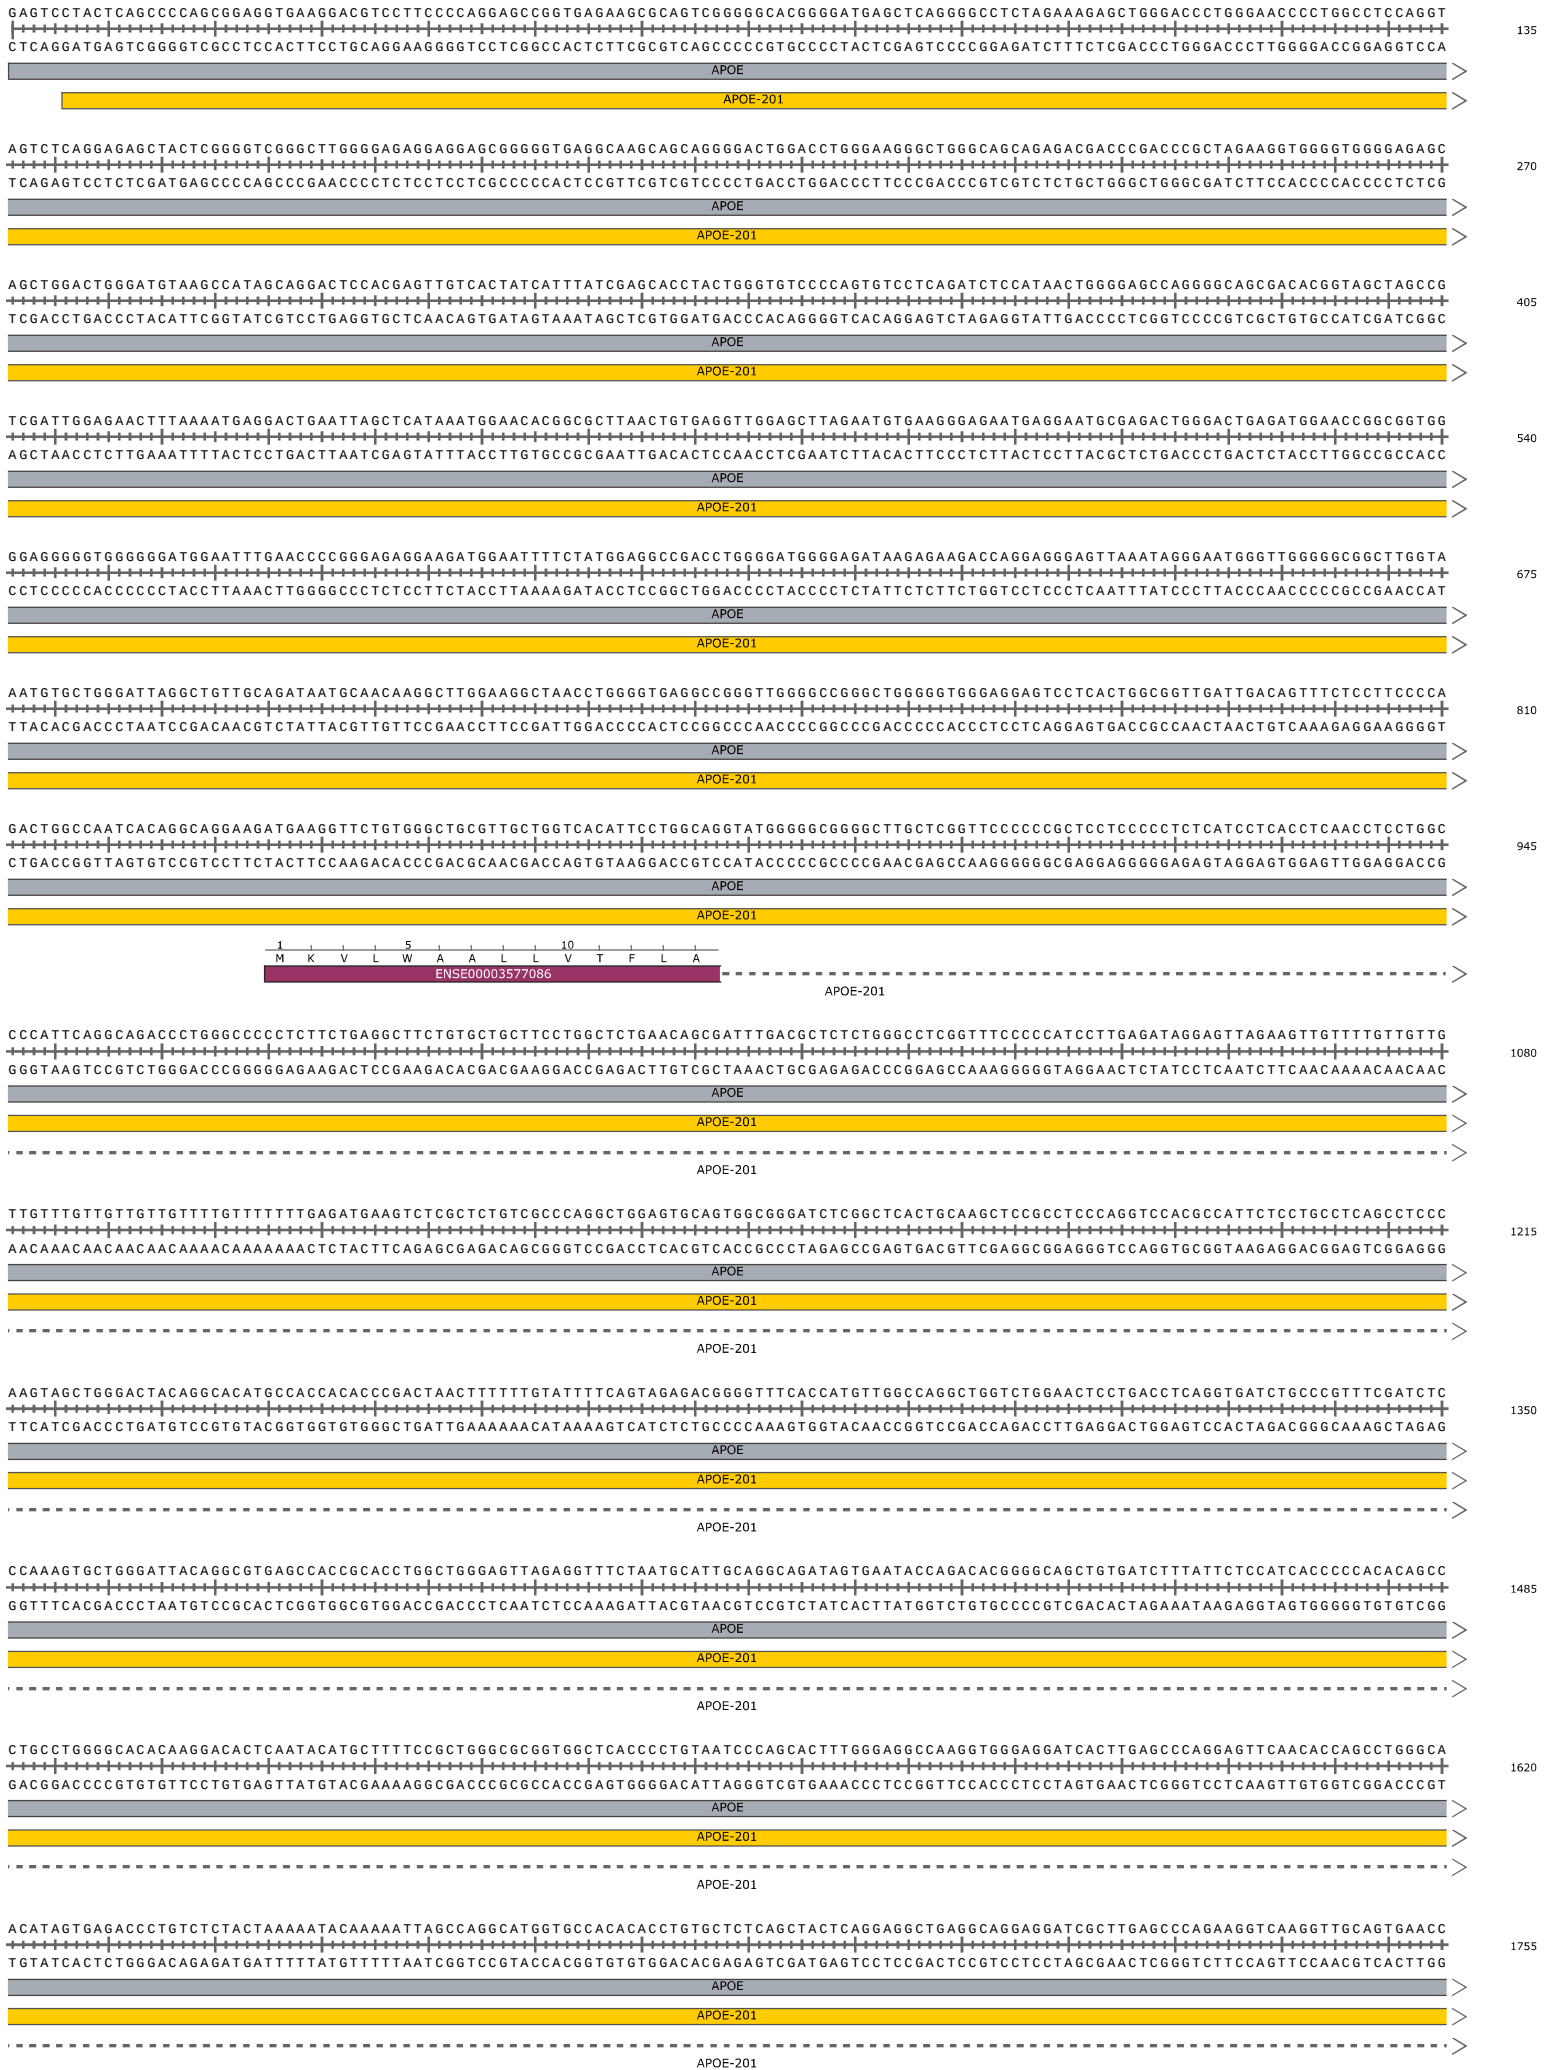 GAGTCCTACTCAGCCCCAGCGGAGGTGAAGGACGTCCTTCCCCAGGAGCCGGTGAGAAGCGCAGTCGGGGGCACGGGGATGAGCTCAGGGGCCTCTAGAAAGAGCTGGGACCCTGGGAACCCCTGGCCTCCAGGT
135
CTCAGGATGAGTCGGGGTCGCCTCCACTTCCTGCAGGAAGGGGTCCTCGGCCACTCTTCGCGTCAGCCCCCGTGCCCCTACTCGAGTCCCCGGAGATCTTTCTCGACCCTGGGACCCTTGGGGACCGGAGGTCCA
APOE
APOE-201
AGTCTCAGGAGAGCTACTCGGGGTCGGGCTTGGGGAGAGGAGGAGCGGGGGTGAGGCAAGCAGCAGGGGACTGGACCTGGGAAGGGCTGGGCAGCAGAGACGACCCGACCCGCTAGAAGGTGGGGTGGGGAGAGC
270
TCAGAGTCCTCTCGATGAGCCCCAGCCCGAACCCCTCTCCTCCTCGCCCCCACTCCGTTCGTCGTCCCCTGACCTGGACCCTTCCCGACCCGTCGTCTCTGCTGGGCTGGGCGATCTTCCACCCCACCCCTCTCG
APOE
APOE-201
AGCTGGACTGGGATGTAAGCCATAGCAGGACTCCACGAGTTGTCACTATCATTTATCGAGCACCTACTGGGTGTCCCCAGTGTCCTCAGATCTCCATAACTGGGGAGCCAGGGGCAGCGACACGGTAGCTAGCCG
405
TCGACCTGACCCTACATTCGGTATCGTCCTGAGGTGCTCAACAGTGATAGTAAATAGCTCGTGGATGACCCACAGGGGTCACAGGAGTCTAGAGGTATTGACCCCTCGGTCCCCGTCGCTGTGCCATCGATCGGC
APOE
APOE-201
TCGATTGGAGAACTTTAAAATGAGGACTGAATTAGCTCATAAATGGAACACGGCGCTTAACTGTGAGGTTGGAGCTTAGAATGTGAAGGGAGAATGAGGAATGCGAGACTGGGACTGAGATGGAACCGGCGGTGG
540
AGCTAACCTCTTGAAATTTTACTCCTGACTTAATCGAGTATTTACCTTGTGCCGCGAATTGACACTCCAACCTCGAATCTTACACTTCCCTCTTACTCCTTACGCTCTGACCCTGACTCTACCTTGGCCGCCACC
APOE
APOE-201
GGAGGGGGTGGGGGGATGGAATTTGAACCCCGGGAGAGGAAGATGGAATTTTCTATGGAGGCCGACCTGGGGATGGGGAGATAAGAGAAGACCAGGAGGGAGTTAAATAGGGAATGGGTTGGGGGCGGCTTGGTA
675
CCTCCCCCACCCCCCTACCTTAAACTTGGGGCCCTCTCCTTCTACCTTAAAAGATACCTCCGGCTGGACCCCTACCCCTCTATTCTCTTCTGGTCCTCCCTCAATTTATCCCTTACCCAACCCCCGCCGAACCAT
APOE
APOE-201
AATGTGCTGGGATTAGGCTGTTGCAGATAATGCAACAAGGCTTGGAAGGCTAACCTGGGGTGAGGCCGGGTTGGGGCCGGGCTGGGGGTGGGAGGAGTCCTCACTGGCGGTTGATTGACAGTTTCTCCTTCCCCA
810
TTACACGACCCTAATCCGACAACGTCTATTACGTTGTTCCGAACCTTCCGATTGGACCCCACTCCGGCCCAACCCCGGCCCGACCCCCACCCTCCTCAGGAGTGACCGCCAACTAACTGTCAAAGAGGAAGGGGT
APOE
APOE-201
GACTGGCCAATCACAGGCAGGAAGATGAAGGTTCTGTGGGCTGCGTTGCTGGTCACATTCCTGGCAGGTATGGGGGCGGGGCTTGCTCGGTTCCCCCCGCTCCTCCCCCTCTCATCCTCACCTCAACCTCCTGGC
945
CTGACCGGTTAGTGTCCGTCCTTCTACTTCCAAGACACCCGACGCAACGACCAGTGTAAGGACCGTCCATACCCCCGCCCCGAACGAGCCAAGGGGGGCGAGGAGGGGGAGAGTAGGAGTGGAGTTGGAGGACCG
APOE
APOE-201
1 5 10
M K V L W A A L L V T F L A
ENSE00003577086
APOE-201
CCCATTCAGGCAGACCCTGGGCCCCCTCTTCTGAGGCTTCTGTGCTGCTTCCTGGCTCTGAACAGCGATTTGACGCTCTCTGGGCCTCGGTTTCCCCCATCCTTGAGATAGGAGTTAGAAGTTGTTTTGTTGTTG
1080
GGGTAAGTCCGTCTGGGACCCGGGGGAGAAGACTCCGAAGACACGACGAAGGACCGAGACTTGTCGCTAAACTGCGAGAGACCCGGAGCCAAAGGGGGTAGGAACTCTATCCTCAATCTTCAACAAAACAACAAC
APOE
APOE-201
APOE-201
TTGTTTGTTGTTGTTGTTTTGTTTTTTTGAGATGAAGTCTCGCTCTGTCGCCCAGGCTGGAGTGCAGTGGCGGGATCTCGGCTCACTGCAAGCTCCGCCTCCCAGGTCCACGCCATTCTCCTGCCTCAGCCTCCC
1215
AACAAACAACAACAACAAAACAAAAAAACTCTACTTCAGAGCGAGACAGCGGGTCCGACCTCACGTCACCGCCCTAGAGCCGAGTGACGTTCGAGGCGGAGGGTCCAGGTGCGGTAAGAGGACGGAGTCGGAGGG
APOE
APOE-201
APOE-201
AAGTAGCTGGGACTACAGGCACATGCCACCACACCCGACTAACTTTTTTGTATTTTCAGTAGAGACGGGGTTTCACCATGTTGGCCAGGCTGGTCTGGAACTCCTGACCTCAGGTGATCTGCCCGTTTCGATCTC
1350
TTCATCGACCCTGATGTCCGTGTACGGTGGTGTGGGCTGATTGAAAAAACATAAAAGTCATCTCTGCCCCAAAGTGGTACAACCGGTCCGACCAGACCTTGAGGACTGGAGTCCACTAGACGGGCAAAGCTAGAG
APOE
APOE-201
APOE-201
CCAAAGTGCTGGGATTACAGGCGTGAGCCACCGCACCTGGCTGGGAGTTAGAGGTTTCTAATGCATTGCAGGCAGATAGTGAATACCAGACACGGGGCAGCTGTGATCTTTATTCTCCATCACCCCCACACAGCC
1485
GGTTTCACGACCCTAATGTCCGCACTCGGTGGCGTGGACCGACCCTCAATCTCCAAAGATTACGTAACGTCCGTCTATCACTTATGGTCTGTGCCCCGTCGACACTAGAAATAAGAGGTAGTGGGGGTGTGTCGG
APOE
APOE-201
APOE-201
CTGCCTGGGGCACACAAGGACACTCAATACATGCTTTTCCGCTGGGCGCGGTGGCTCACCCCTGTAATCCCAGCACTTTGGGAGGCCAAGGTGGGAGGATCACTTGAGCCCAGGAGTTCAACACCAGCCTGGGCA
1620
GACGGACCCCGTGTGTTCCTGTGAGTTATGTACGAAAAGGCGACCCGCGCCACCGAGTGGGGACATTAGGGTCGTGAAACCCTCCGGTTCCACCCTCCTAGTGAACTCGGGTCCTCAAGTTGTGGTCGGACCCGT
APOE
APOE-201
APOE-201
ACATAGTGAGACCCTGTCTCTACTAAAAATACAAAAATTAGCCAGGCATGGTGCCACACACCTGTGCTCTCAGCTACTCAGGAGGCTGAGGCAGGAGGATCGCTTGAGCCCAGAAGGTCAAGGTTGCAGTGAACC
1755
TGTATCACTCTGGGACAGAGATGATTTTTATGTTTTTAATCGGTCCGTACCACGGTGTGTGGACACGAGAGTCGATGAGTCCTCCGACTCCGTCCTCCTAGCGAACTCGGGTCTTCCAGTTCCAACGTCACTTGG
APOE
APOE-201
APOE-201